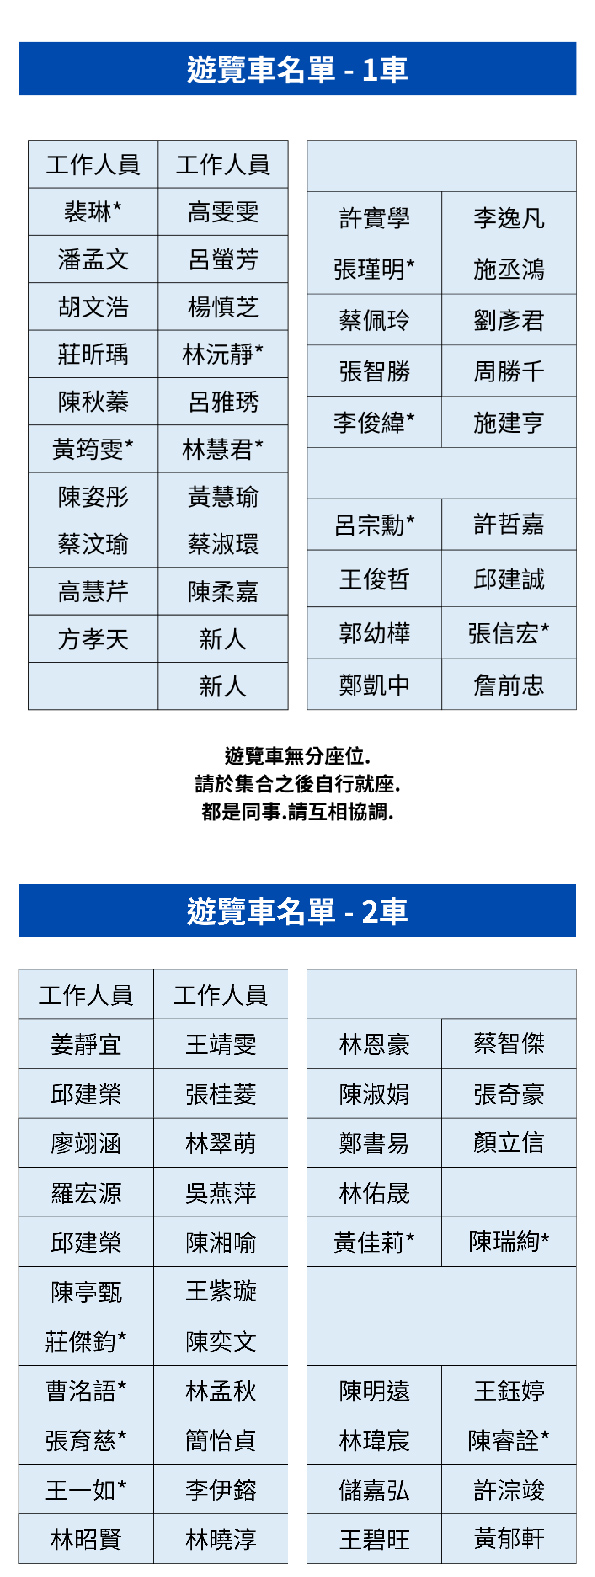 遊覽車名單 - 1車
工作人員 工作人員
裴琳* 高雯雯
潘孟文 呂螢芳
胡文浩 楊慎芝
莊昕瑀 林沅靜*
陳秋蓁 呂雅琇
黃筠雯* 林慧君*
陳姿彤 黃慧瑜
蔡汶瑜 蔡淑環
高慧芹 陳柔嘉
方孝天 新人
新人
許實學 李逸凡
張瑾明* 施丞鴻
蔡佩玲 劉彥君
張智勝 周勝千
李俊緯* 施建亨
呂宗勳* 許哲嘉
王俊哲 邱建誠
郭幼樺 張信宏*
鄭凱中 詹前忠
遊覽車無分座位.
請於集合之後自行就座.
都是同事.請互相協調.
遊覽車名單 - 2車
工作人員 工作人員
姜靜宜 王靖雯
邱建榮 張桂菱
廖翊涵 林翠萌
羅宏源 吳燕萍
邱建榮 陳湘喻
陳亭甄 王紫璇
莊傑鈞* 陳奕文
曹洺語* 林孟秋
張育慈* 簡怡貞
王一如* 李伊鎔
林昭賢 林曉淳
林恩豪 蔡智傑
陳淑娟 張奇豪
鄭書易 顏立信
林佑晟
黃佳莉* 陳瑞絢*
陳明遠 王鈺婷
林瑋宸 陳睿詮*
儲嘉弘 許淙竣
王碧旺 黃郁軒